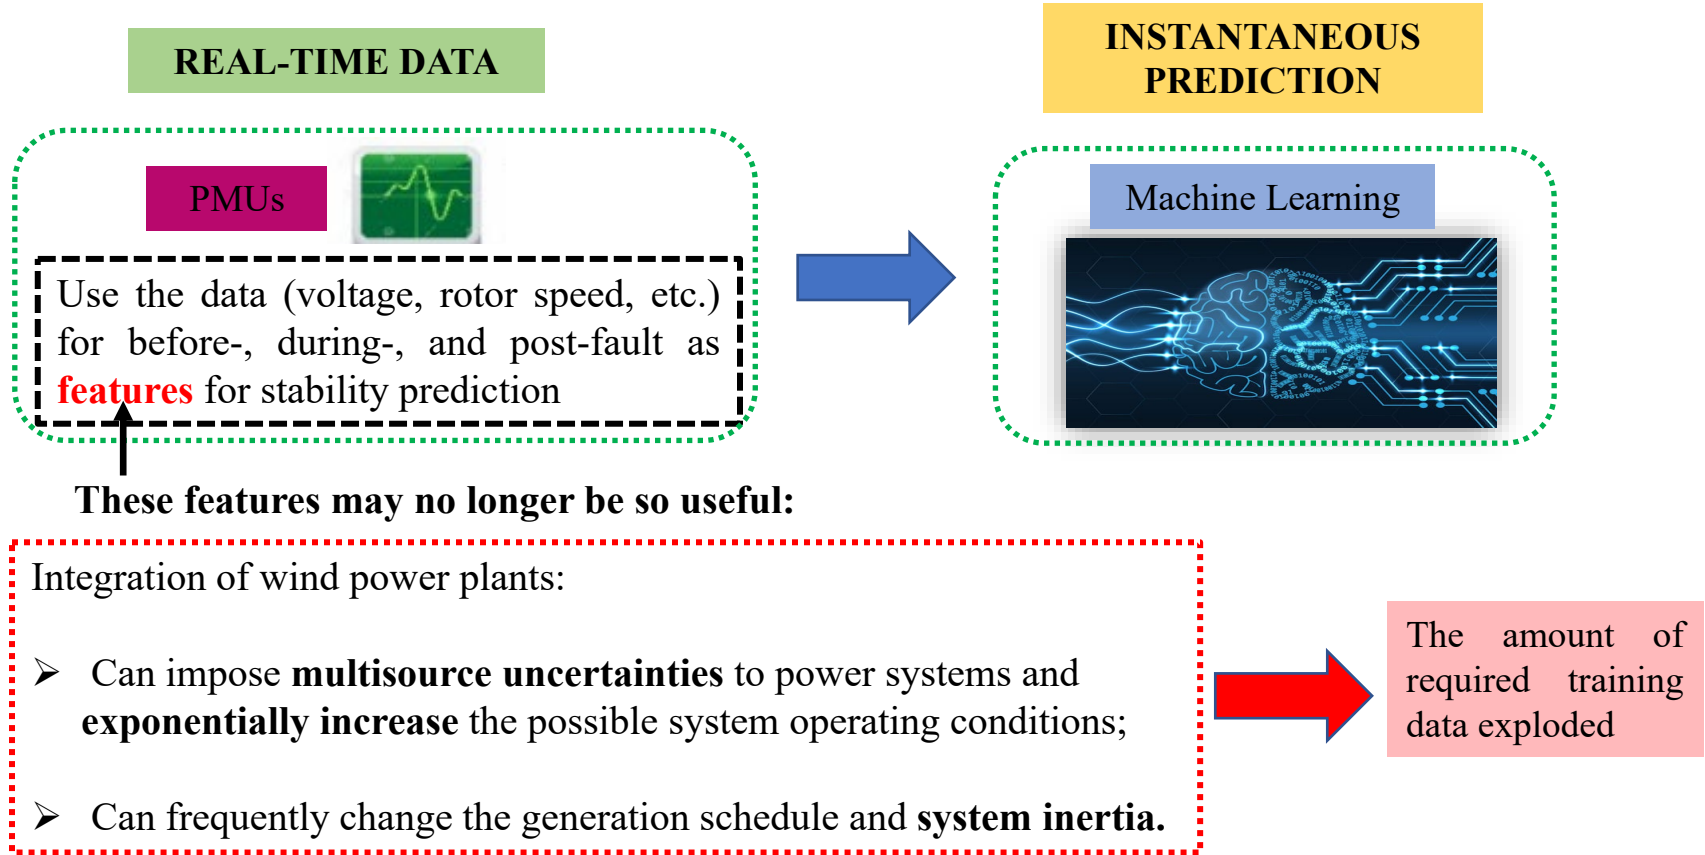 REAL-TIME DATA
INSTANTANEOUS
PREDICTION
PMUs
Use the data (voltage, rotor speed, etc.)
for before-, during-, and post-fault as
features for stability prediction
Machine Learning
These features may no longer be so useful:
Integration of wind power plants:
➢ Can impose multisource uncertainties to power systems and
exponentially increase the possible system operating conditions;
➢ Can frequently change the generation schedule and system inertia.
The amount of
required training
data exploded